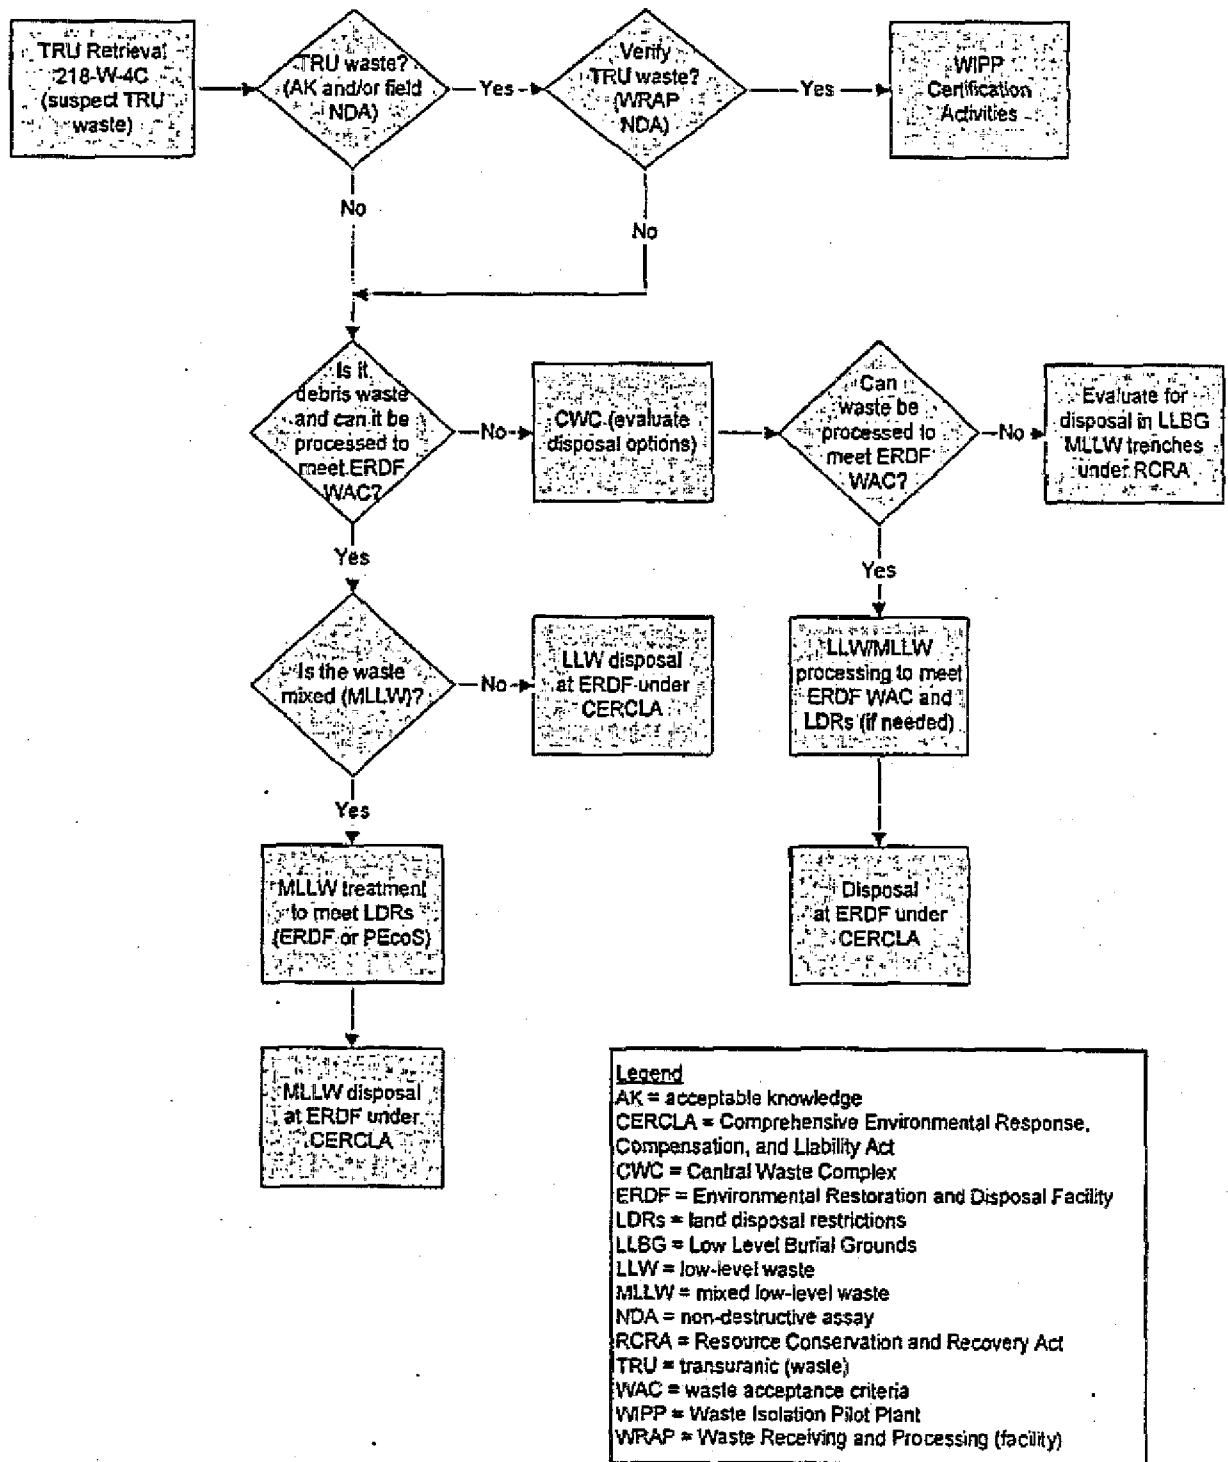 TRU Retrieval
218-W-4C
(suspect TRU
waste)
TRU waste?
(AK and/or field
NDA)
Yes
Verify
TRU waste?
(WRAP
NDA)
Yes
WIPP
Certification
Activities
No
No
Is it
debris waste
and can it be
processed to
meet ERDF
WAC?
No
CWC (evaluate
disposal options)
Can
waste be
processed to
meet ERDF
WAC?
No
Evaluate for
disposal in LLBG
MLLW trenches
under RCRA
Yes
Yes
Is the waste
mixed (MLLW)?
No
LLW disposal
at ERDF under
CERCLA
LLW/MLLW
processing to meet
ERDF WAC and
LDRs (if needed)
Yes
MLLW treatment
to meet LDRs
(ERDF or PEcoS)
Disposal
at ERDF under
CERCLA
MLLW disposal
at ERDF under
CERCLA
Legend
AK = acceptable knowledge
CERCLA = Comprehensive Environmental Response,
Compensation, and Liability Act
CWC = Central Waste Complex
ERDF = Environmental Restoration and Disposal Facility
LDRs = land disposal restrictions
LLBG = Low Level Burial Grounds
LLW = low-level waste
MLLW = mixed low-level waste
NDA = non-destructive assay
RCRA = Resource Conservation and Recovery Act
TRU = transuranic (waste)
WAC = waste acceptance criteria
WIPP = Waste Isolation Pilot Plant
WRAP = Waste Receiving and Processing (facility)